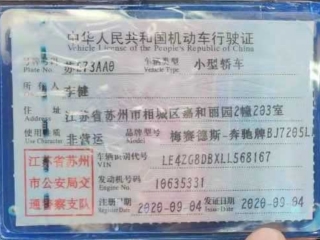 中华人民共和国机动车行驶证
Vehicle License of the People's Republic of China
号牌号码 苏E73AA0 车辆类型 小型轿车
Plate No. Vehicle Type
所有人 车健
住址 江苏省苏州市相城区嘉和丽园2幢203室
使用性质 非营运 品牌型号 梅赛德斯-奔驰牌BJ7205L
江苏省苏州市公安局交通警察支队
车辆识别代号 LE4ZG8DBXLL568167
VIN
发动机号码 10635331
Engine No.
注册日期 2020-09-04 发证日期 2020-09-04